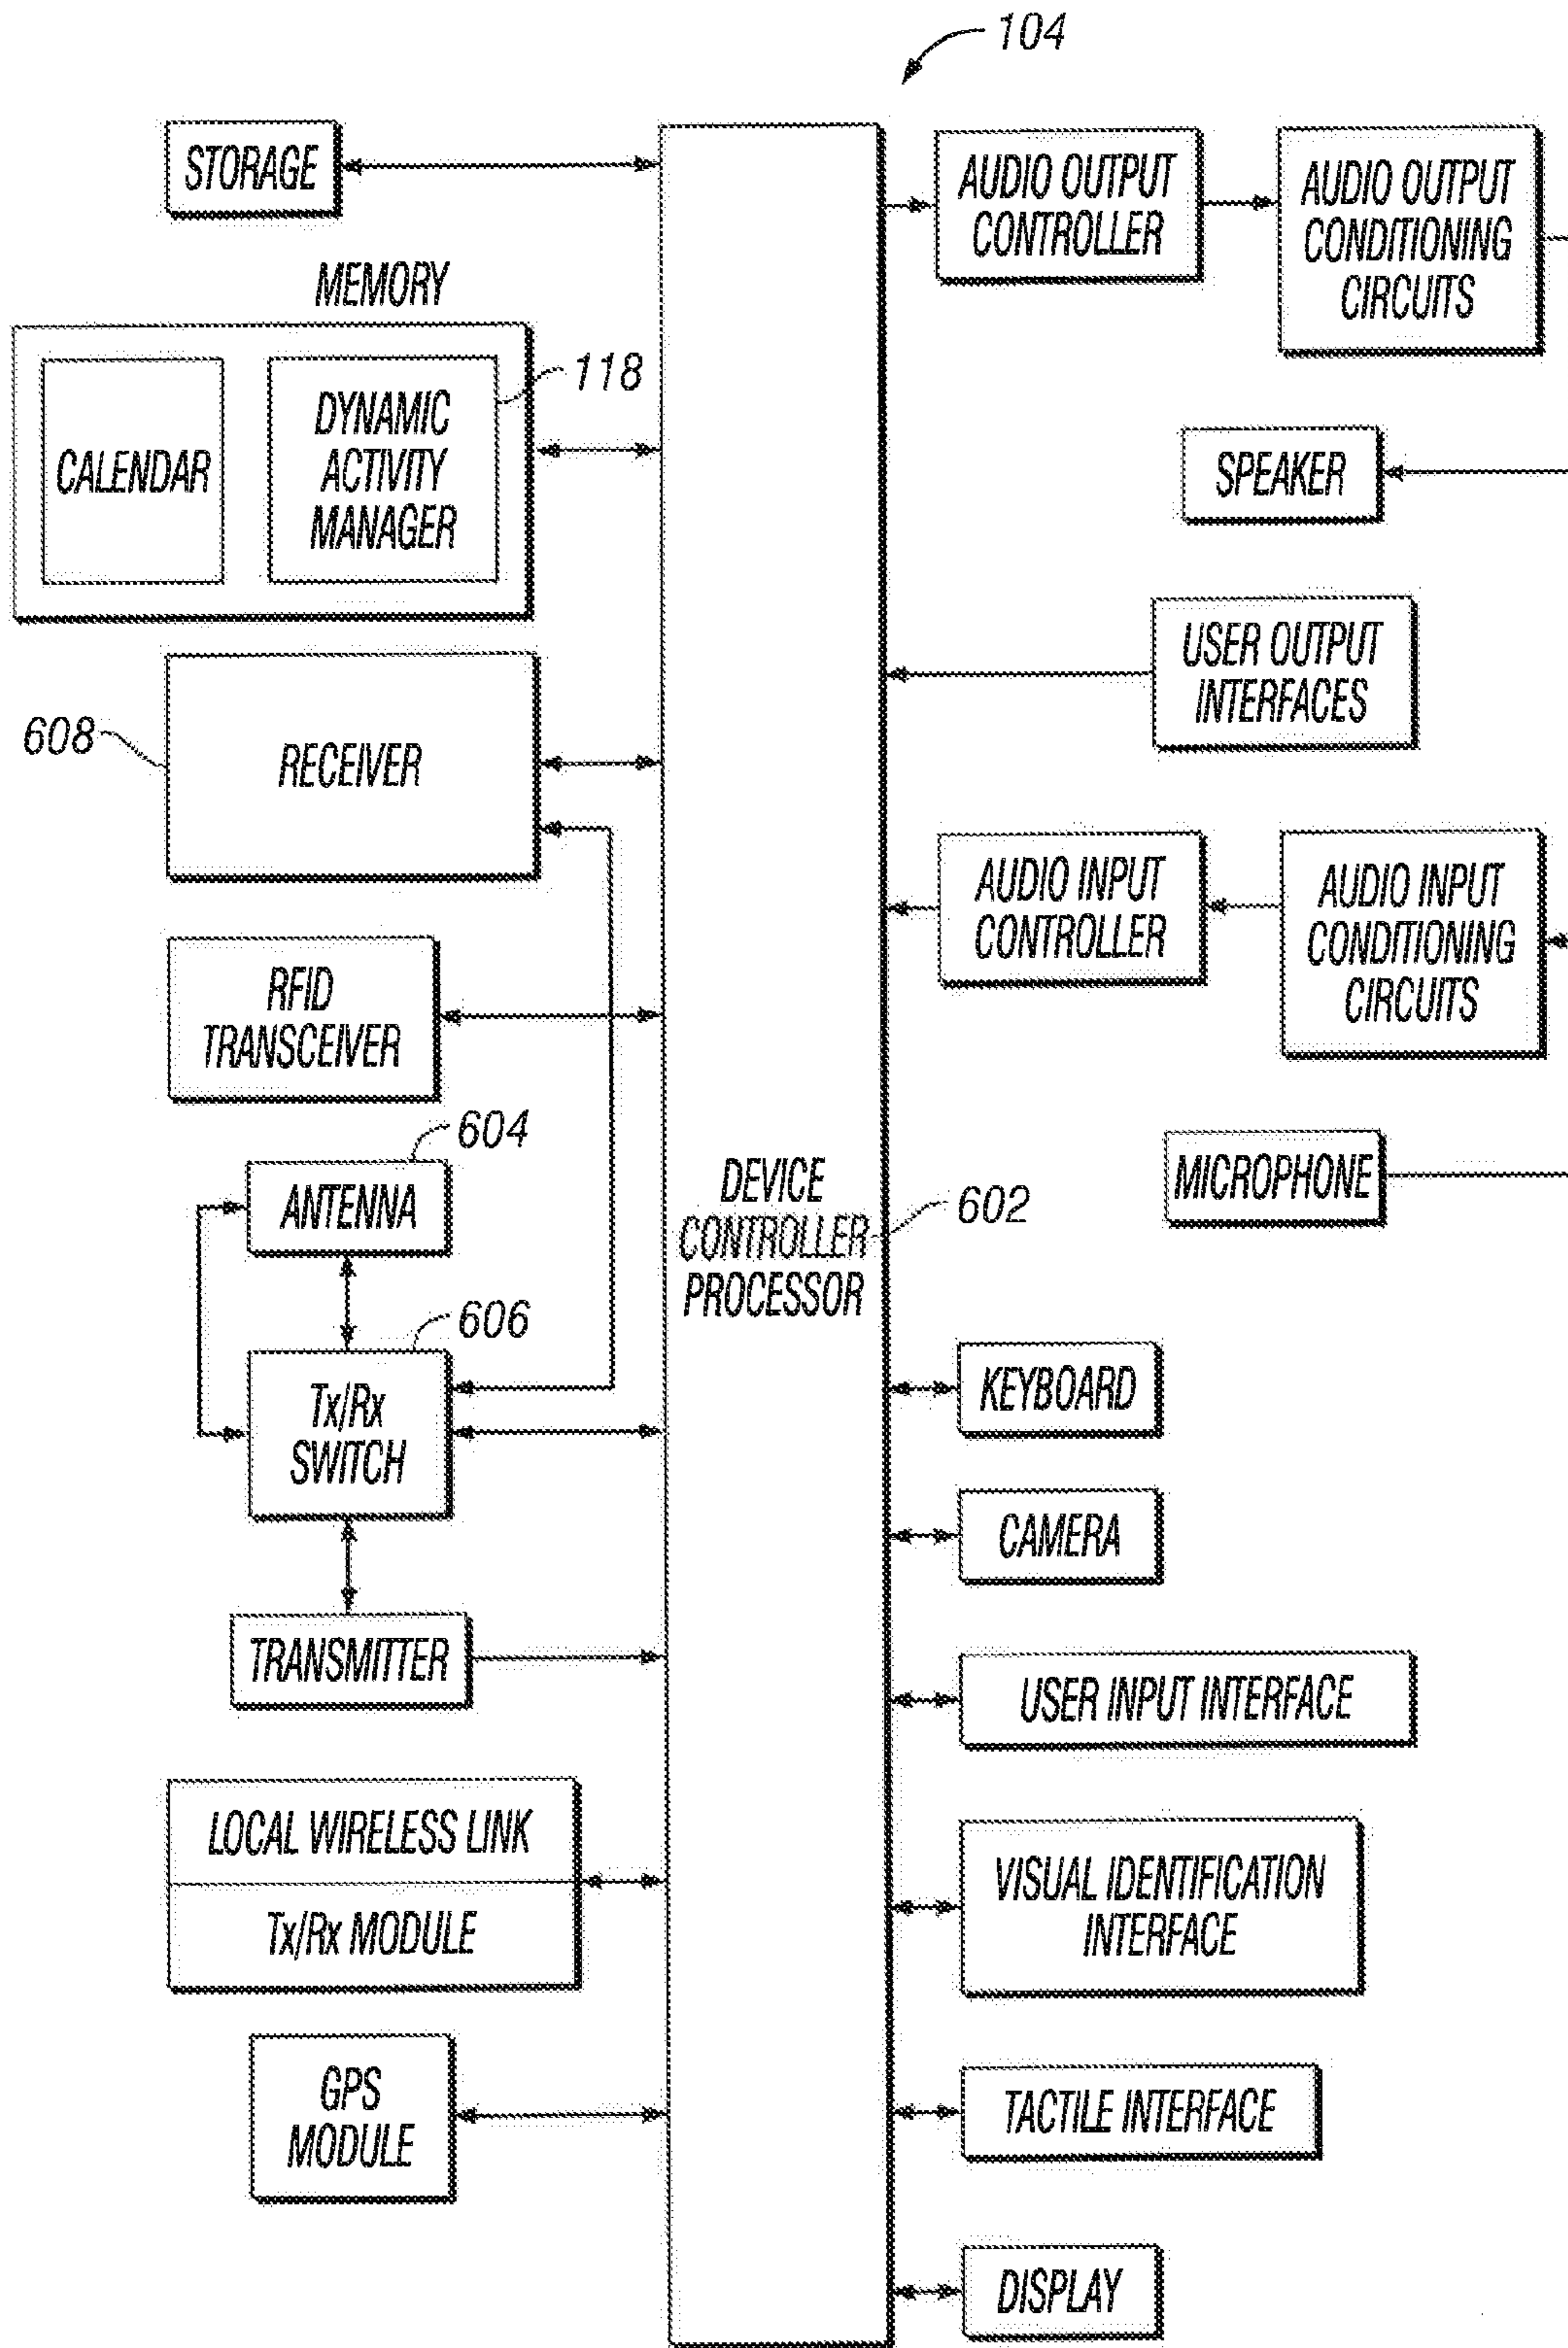 104
STORAGE
MEMORY
CALENDAR
DYNAMIC
ACTIVITY
MANAGER
118
608
RECEIVER
RFID
TRANSCEIVER
604
ANTENNA
606
Tx/Rx
SWITCH
TRANSMITTER
LOCAL WIRELESS LINK
Tx/Rx MODULE
GPS
MODULE
DEVICE
CONTROLLER
PROCESSOR
602
AUDIO OUTPUT
CONTROLLER
AUDIO OUTPUT
CONDITIONING
CIRCUITS
SPEAKER
USER OUTPUT
INTERFACES
AUDIO INPUT
CONTROLLER
AUDIO INPUT
CONDITIONING
CIRCUITS
MICROPHONE
KEYBOARD
CAMERA
USER INPUT INTERFACE
VISUAL IDENTIFICATION
INTERFACE
TACTILE INTERFACE
DISPLAY